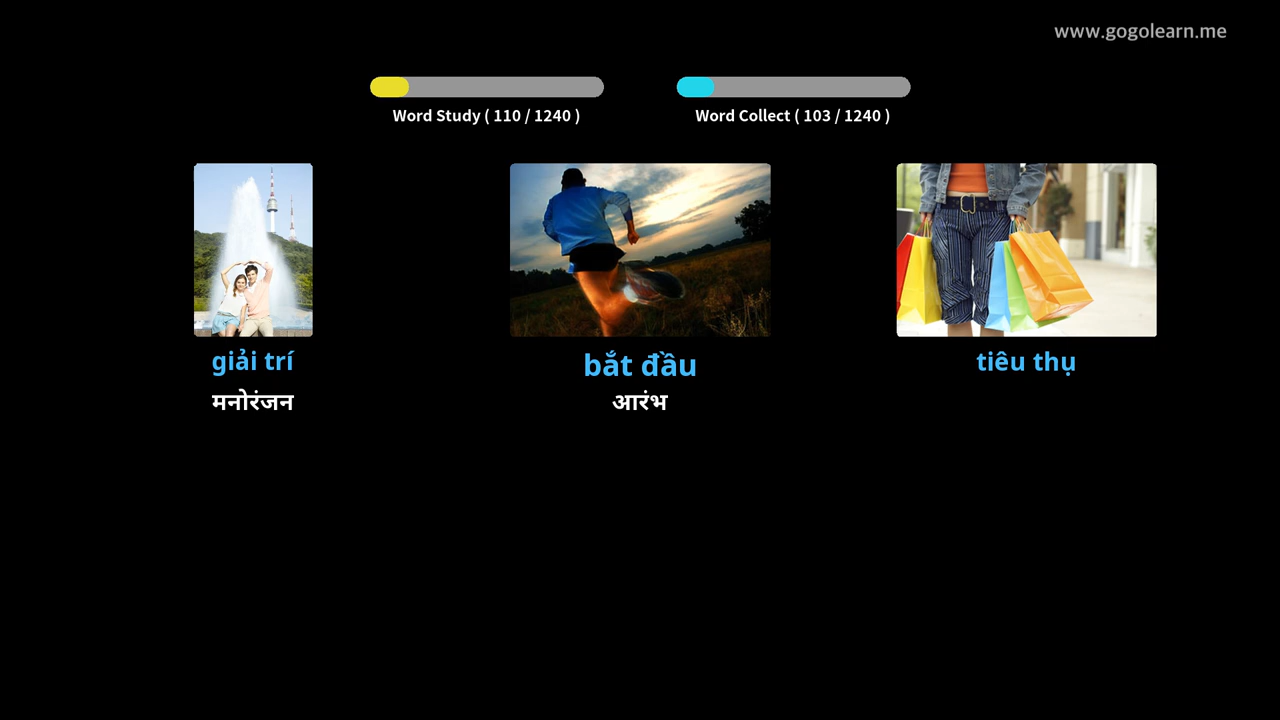 www.gogolearn.me
Word Study ( 110 / 1240 )
Word Collect ( 103 / 1240 )
giải trí
मनोरंजन
bắt đầu
आरंभ
tiêu thụ